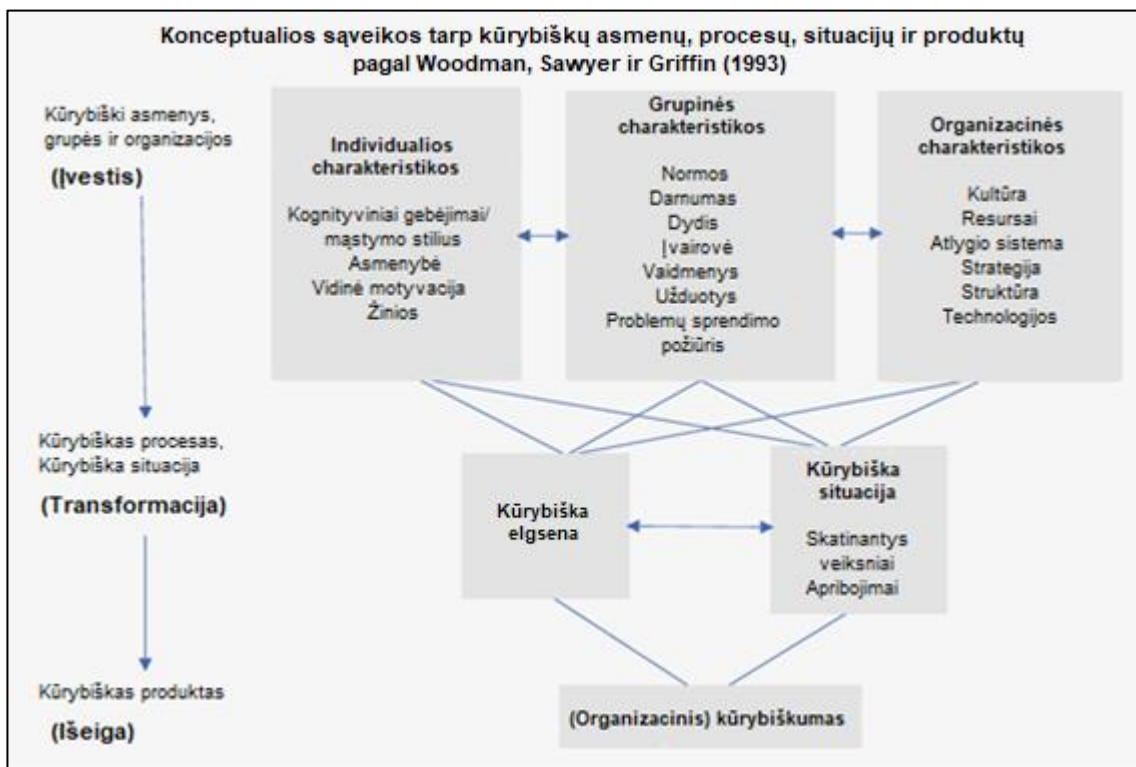 Konceptualios sąveikos tarp kūrybiškų asmenų, procesų, situacijų ir produktų
pagal Woodman, Sawyer ir Griffin (1993)
Kūrybiški asmenys,
grupės ir organizacijos
(Įvestis)
Individualios
charakteristikos
Kognityviniai gebėjimai/
mąstymo stilius
Asmenybė
Vidinė motyvacija
Žinios
Grupinės
charakteristikos
Normos
Darnumas
Dydis
Įvairovė
Vaidmenys
Užduotys
Problemų sprendimo
požiūris
Organizacinės
charakteristikos
Kultūra
Resursai
Atlygio sistema
Strategija
Struktūra
Technologijos
Kūrybiškas procesas,
Kūrybiška situacija
(Transformacija)
Kūrybiška
elgsena
Kūrybiška
situacija
Skatinantys
veiksniai
Apribojimai
Kūrybiškas produktas
(Išeiga)
(Organizacinis) kūrybiškumas